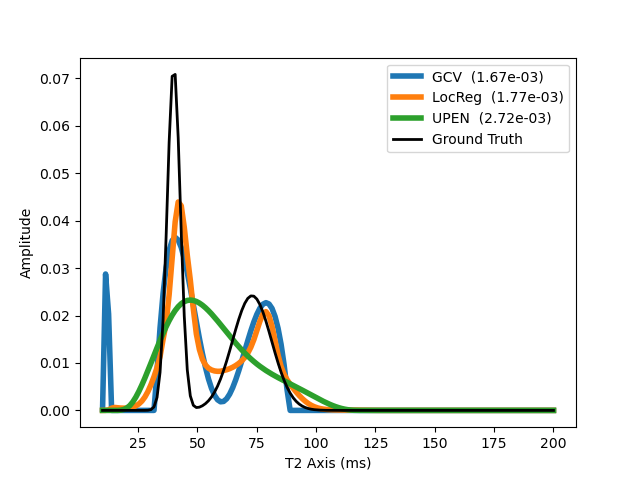 GCV (1.67e-03)
LocReg (1.77e-03)
UPEN (2.72e-03)
Ground Truth
0.07
0.06
0.05
0.04
0.03
0.02
0.01
0.00
Amplitude
25 50 75 100 125 150 175 200
T2 Axis (ms)